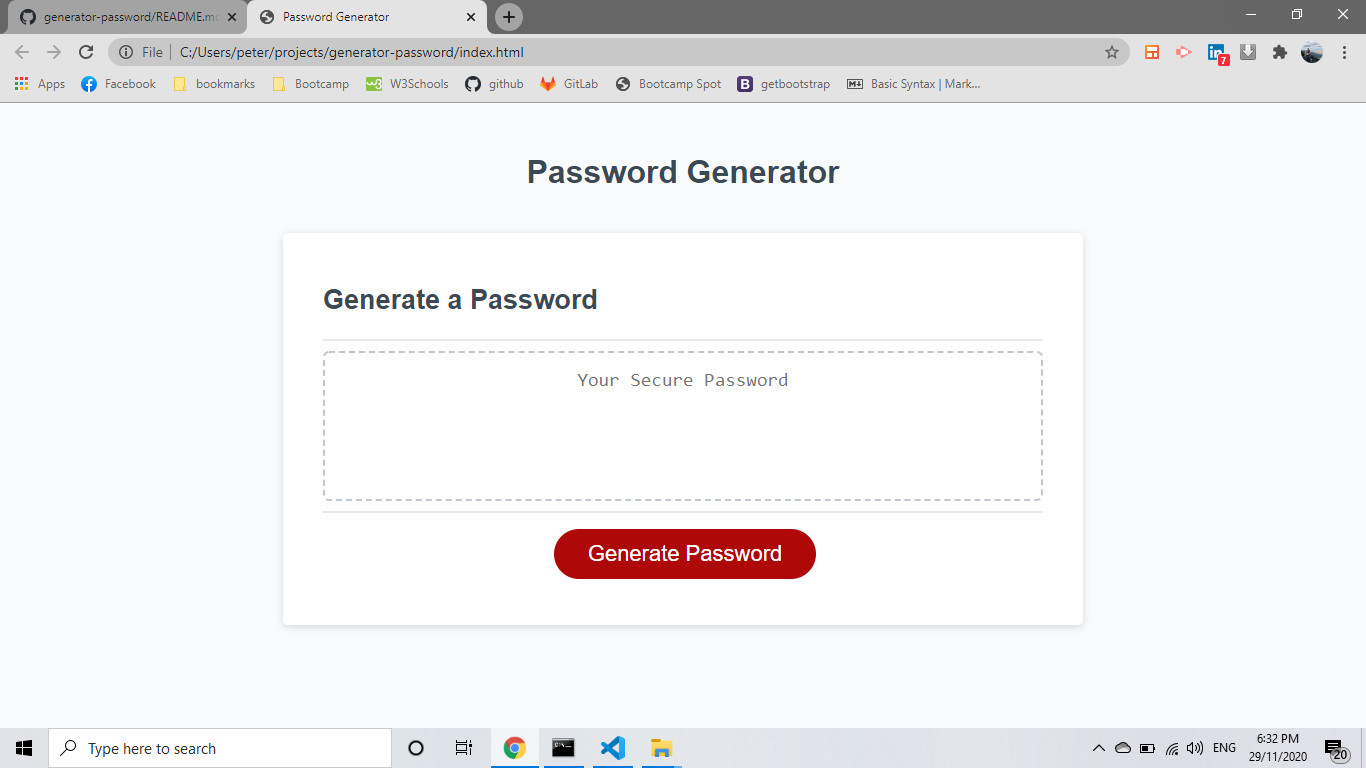 generator-password/README.md
Password Generator
File
C:/Users/peter/projects/generator-password/index.html
7
Apps
Facebook
bookmarks
Bootcamp
W3Schools
github
GitLab
Bootcamp Spot
B
getbootstrap
Basic Syntax | Mark...
Password Generator
Generate a Password
Your Secure Password
Generate Password
Type here to search
ENG
6:32 PM
29/11/2020
20